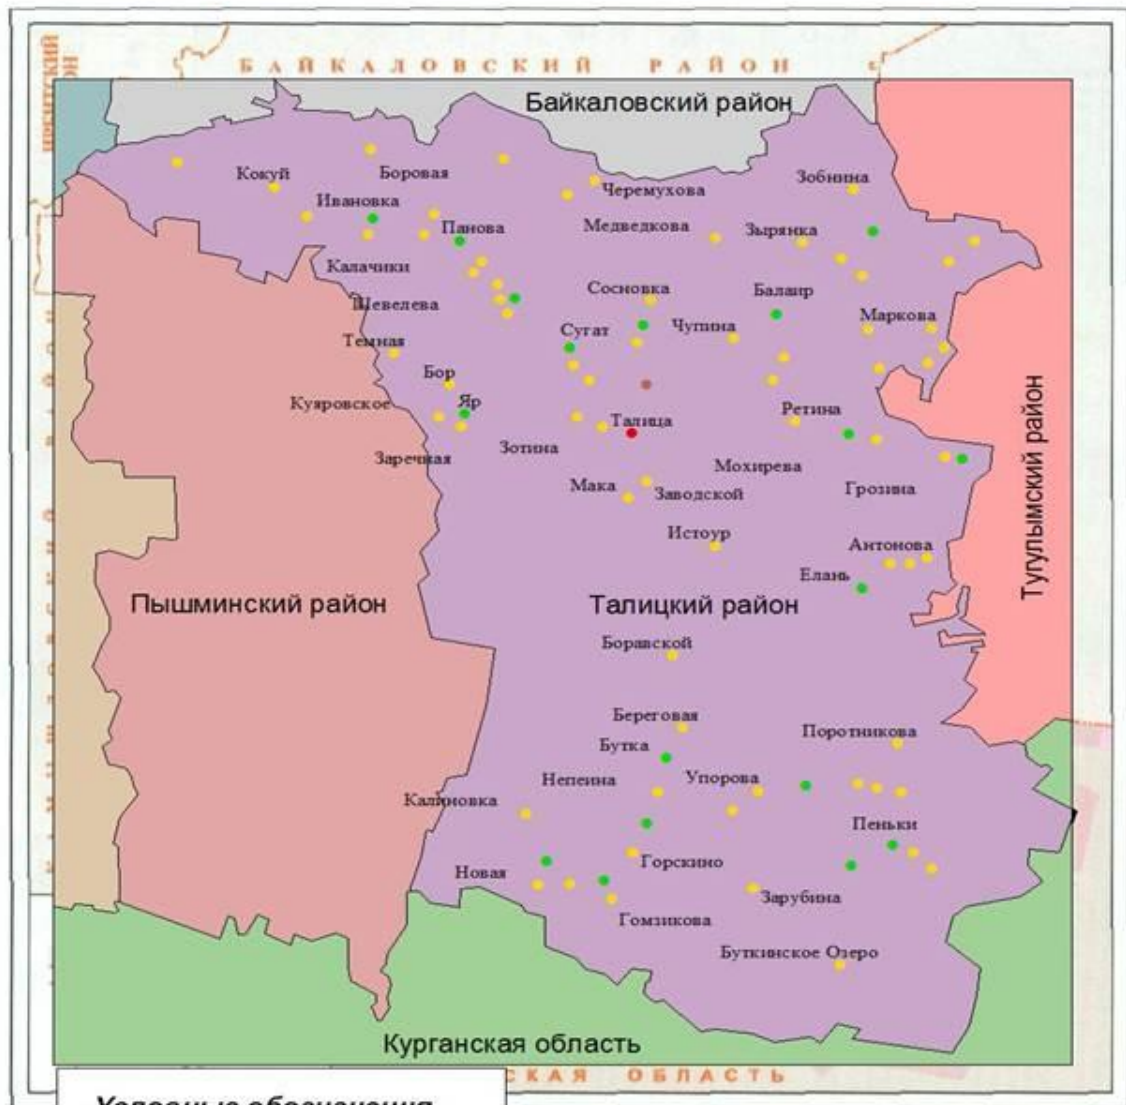 БАЙКАЛОВСКИЙ РАЙОН
Байкаловский район
Кокуй
Боровая
Зобнина
Черемухова
Ивановка
Медведкова
Зырянка
Панова
Калачики
Сосновка
Балаир
Шевелева
Маркова
Сугат
Чупина
Темная
Бор
Куяровское
Яр
Ретина
Талица
Зотина
Заречная
Мохирева
Мака
Заводской
Грозина
Тугулымский район
Истоур
Антонова
Елань
Пышминский район
Талицкий район
Боравской
Береговая
Поротникова
Бутка
Непеина
Упорова
Калиновка
Пеньки
Горскино
Новая
Зарубина
Гомзикова
Буткинское Озеро
Курганская область
СКАЯ ОБЛАСТЬ
Условные обозначения